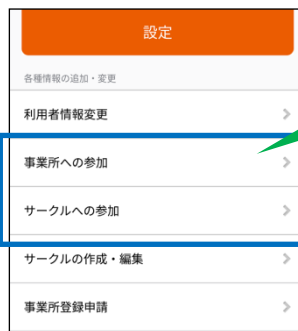 設定
各種情報の追加・変更
利用者情報変更
事業所への参加
サークルへの参加
サークルの作成・編集
事業所登録申請